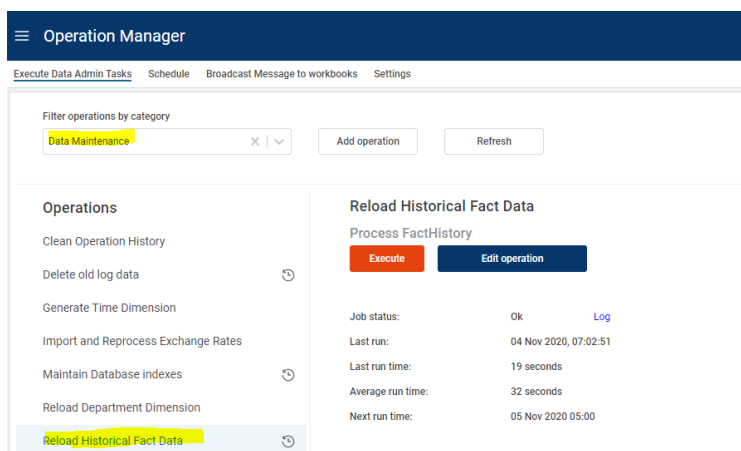 Operation Manager
Execute Data Admin Tasks Schedule Broadcast Message to workbooks Settings
Filter operations by category
Data Maintenance Add operation Refresh
Operations
Clean Operation History
Delete old log data
Generate Time Dimension
Import and Reprocess Exchange Rates
Maintain Database indexes
Reload Department Dimension
Reload Historical Fact Data
Reload Historical Fact Data
Process FactHistory
Execute Edit operation
Job status: Ok Log
Last run: 04 Nov 2020, 07:02:51
Last run time: 19 seconds
Average run time: 32 seconds
Next run time: 05 Nov 2020 05:00